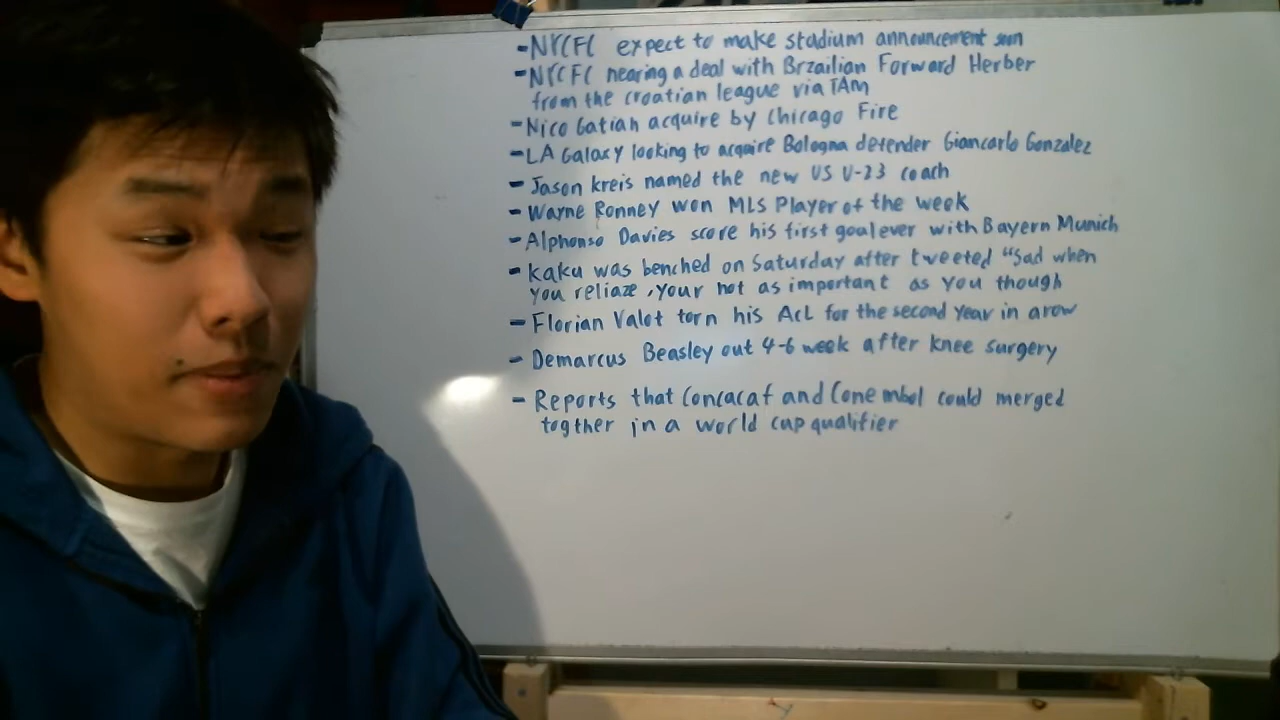 -NYCFC expect to make stadium announcement soon
-NYCFC nearing a deal with Brzailian Forward Herber
from the croatian league via TAM
-Nico Gatian acquire by Chicago Fire
-LA Galaxy looking to acquire Bologna defender Giancarlo Gonzalez
-Jason kreis named the new US U-23 coach
-Wayne Ronney won MLS Player of the week
-Alphonso Davies score his first goal ever with Bayern Munich
-kaku was benched on Saturday after tweeted "Sad when
you reliaze, your not as important as you though
-Florian Valot torn his ACL for the second year in arow
-Demarcus Beasley out 4-6 week after knee surgery
-Reports that Concacaf and Conembol could merged
togther in a world cup qualifier